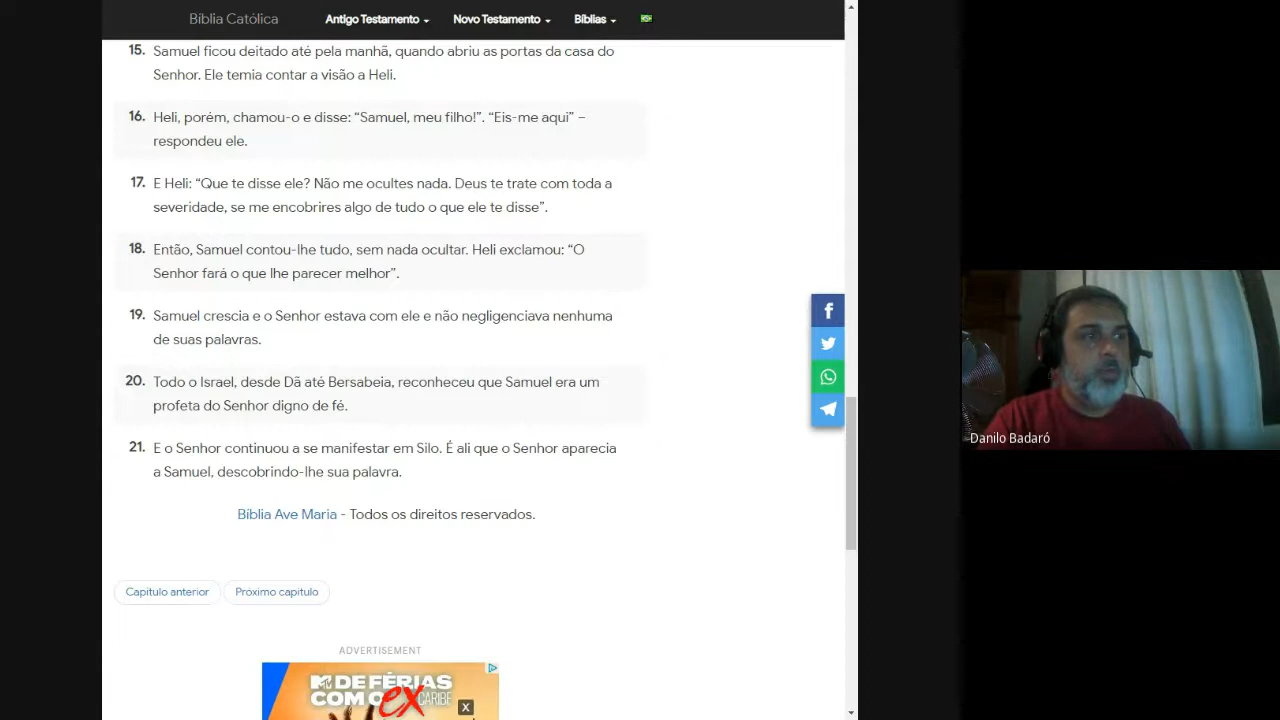 Bíblia Católica
Antigo Testamento
Novo Testamento
Bíblias
15. Samuel ficou deitado até pela manhã, quando abriu as portas da casa do
Senhor. Ele temia contar a visão a Heli.
16. Heli, porém, chamou-o e disse: “Samuel, meu filho!”. “Eis-me aqui” –
respondeu ele.
17. E Heli: “Que te disse ele? Não me ocultes nada. Deus te trate com toda a
severidade, se me encobrires algo de tudo o que ele te disse”.
18. Então, Samuel contou-lhe tudo, sem nada ocultar. Heli exclamou: “O
Senhor fará o que lhe parecer melhor”.
19. Samuel crescia e o Senhor estava com ele e não negligenciava nenhuma
de suas palavras.
20. Todo o Israel, desde Dã até Bersabeia, reconheceu que Samuel era um
profeta do Senhor digno de fé.
21. E o Senhor continuou a se manifestar em Silo. É ali que o Senhor aparecia
a Samuel, descobrindo-lhe sua palavra.
Bíblia Ave Maria - Todos os direitos reservados.
Capítulo anterior
Próximo capítulo
ADVERTISEMENT
MTV DE FÉRIAS
COM O ex CARIBE
X
Danilo Badaró